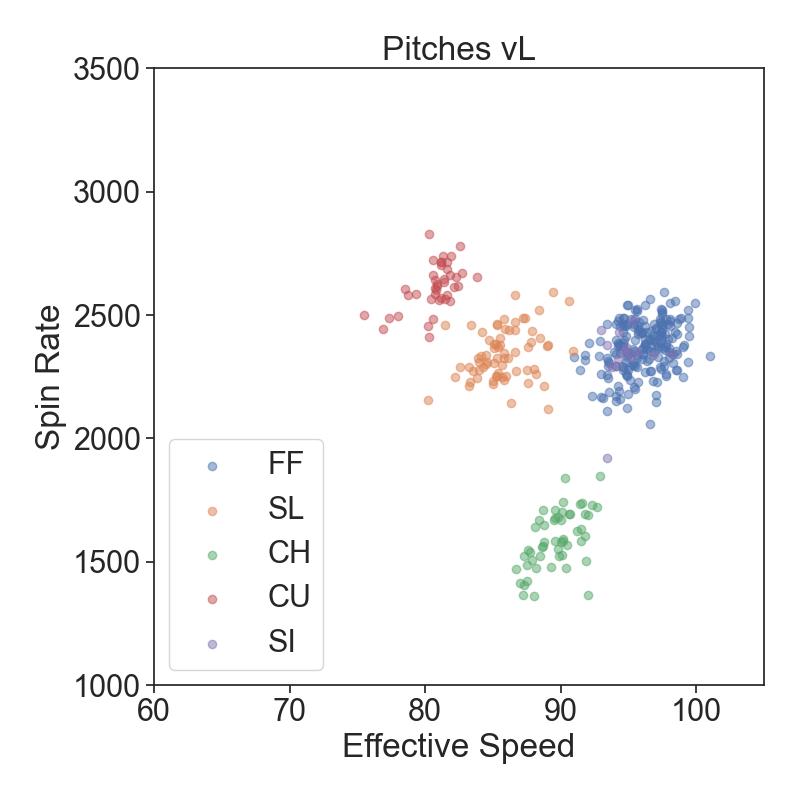 Pitches vL
3500
3000
2500
2000
1500
1000
Spin Rate
FF
SL
CH
CU
SI
60 70 80 90 100
Effective Speed